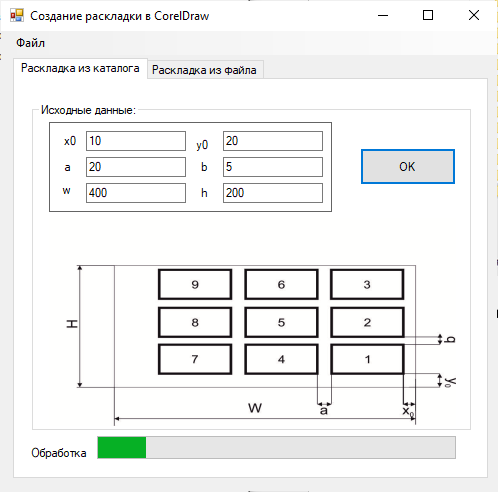 Создание раскладки в CorelDraw
Файл
Раскладка из каталога Раскладка из файла
Исходные данные:
x0 10 y0 20
a 20 b 5
w 400 h 200
OK
9 6 3
8 5 2
7 4 1
H
b
y₀
W a x₀
Обработка